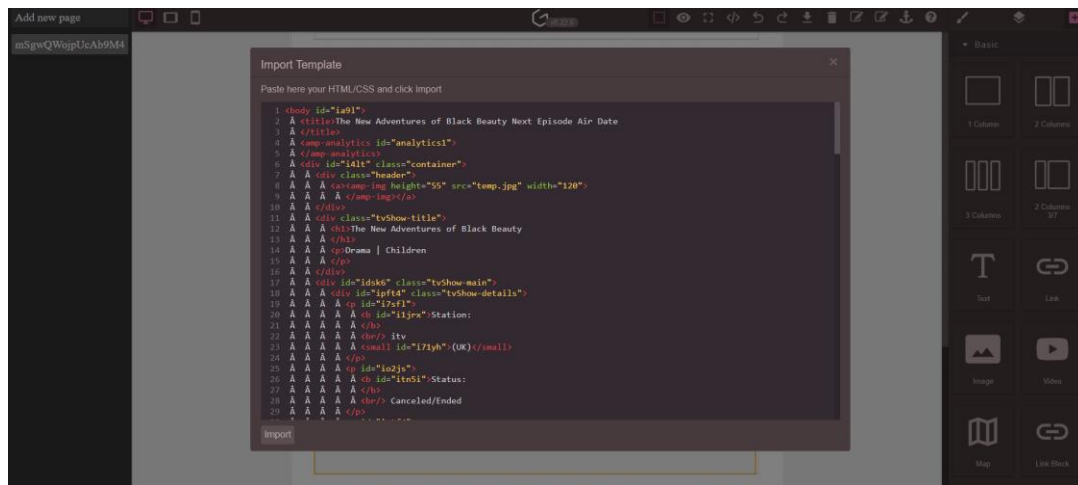 Add new page
mSgwQWojpUcAb9M4
Import Template
Paste here your HTML/CSS and click Import
1 <body id="ia9l">
2 Â <title>The New Adventures of Black Beauty Next Episode Air Date
3 Â </title>
4 Â <amp-analytics id="analytics1">
5 Â </amp-analytics>
6 Â <div id="i4lt" class="container">
7 Â Â <div class="header">
8 Â Â Â <a><amp-img height="55" src="temp.jpg" width="120">
9 Â Â Â Â </amp-img></a>
10 Â Â </div>
11 Â Â <div class="tvShow-title">
12 Â Â Â <h1>The New Adventures of Black Beauty
13 Â Â Â </h1>
14 Â Â Â <p>Drama | Children
15 Â Â Â </p>
16 Â Â </div>
17 Â Â <div id="idsk6" class="tvShow-main">
18 Â Â Â <div id="ipft4" class="tvShow-details">
19 Â Â Â Â <p id="i7sfl">
20 Â Â Â Â Â <b id="i1jrx">Station:
21 Â Â Â Â Â </b>
22 Â Â Â Â Â <br/> itv
23 Â Â Â Â Â <small id="i71yh">(UK)</small>
24 Â Â Â Â </p>
25 Â Â Â Â <p id="io2js">
26 Â Â Â Â Â <b id="itn5i">Status:
27 Â Â Â Â Â </b>
28 Â Â Â Â Â <br/> Canceled/Ended
29 Â Â Â Â </p>
Import
Basic
1 Column
2 Columns
3 Columns
2 Columns 3/7
Text
Link
Image
Video
Map
Link Block